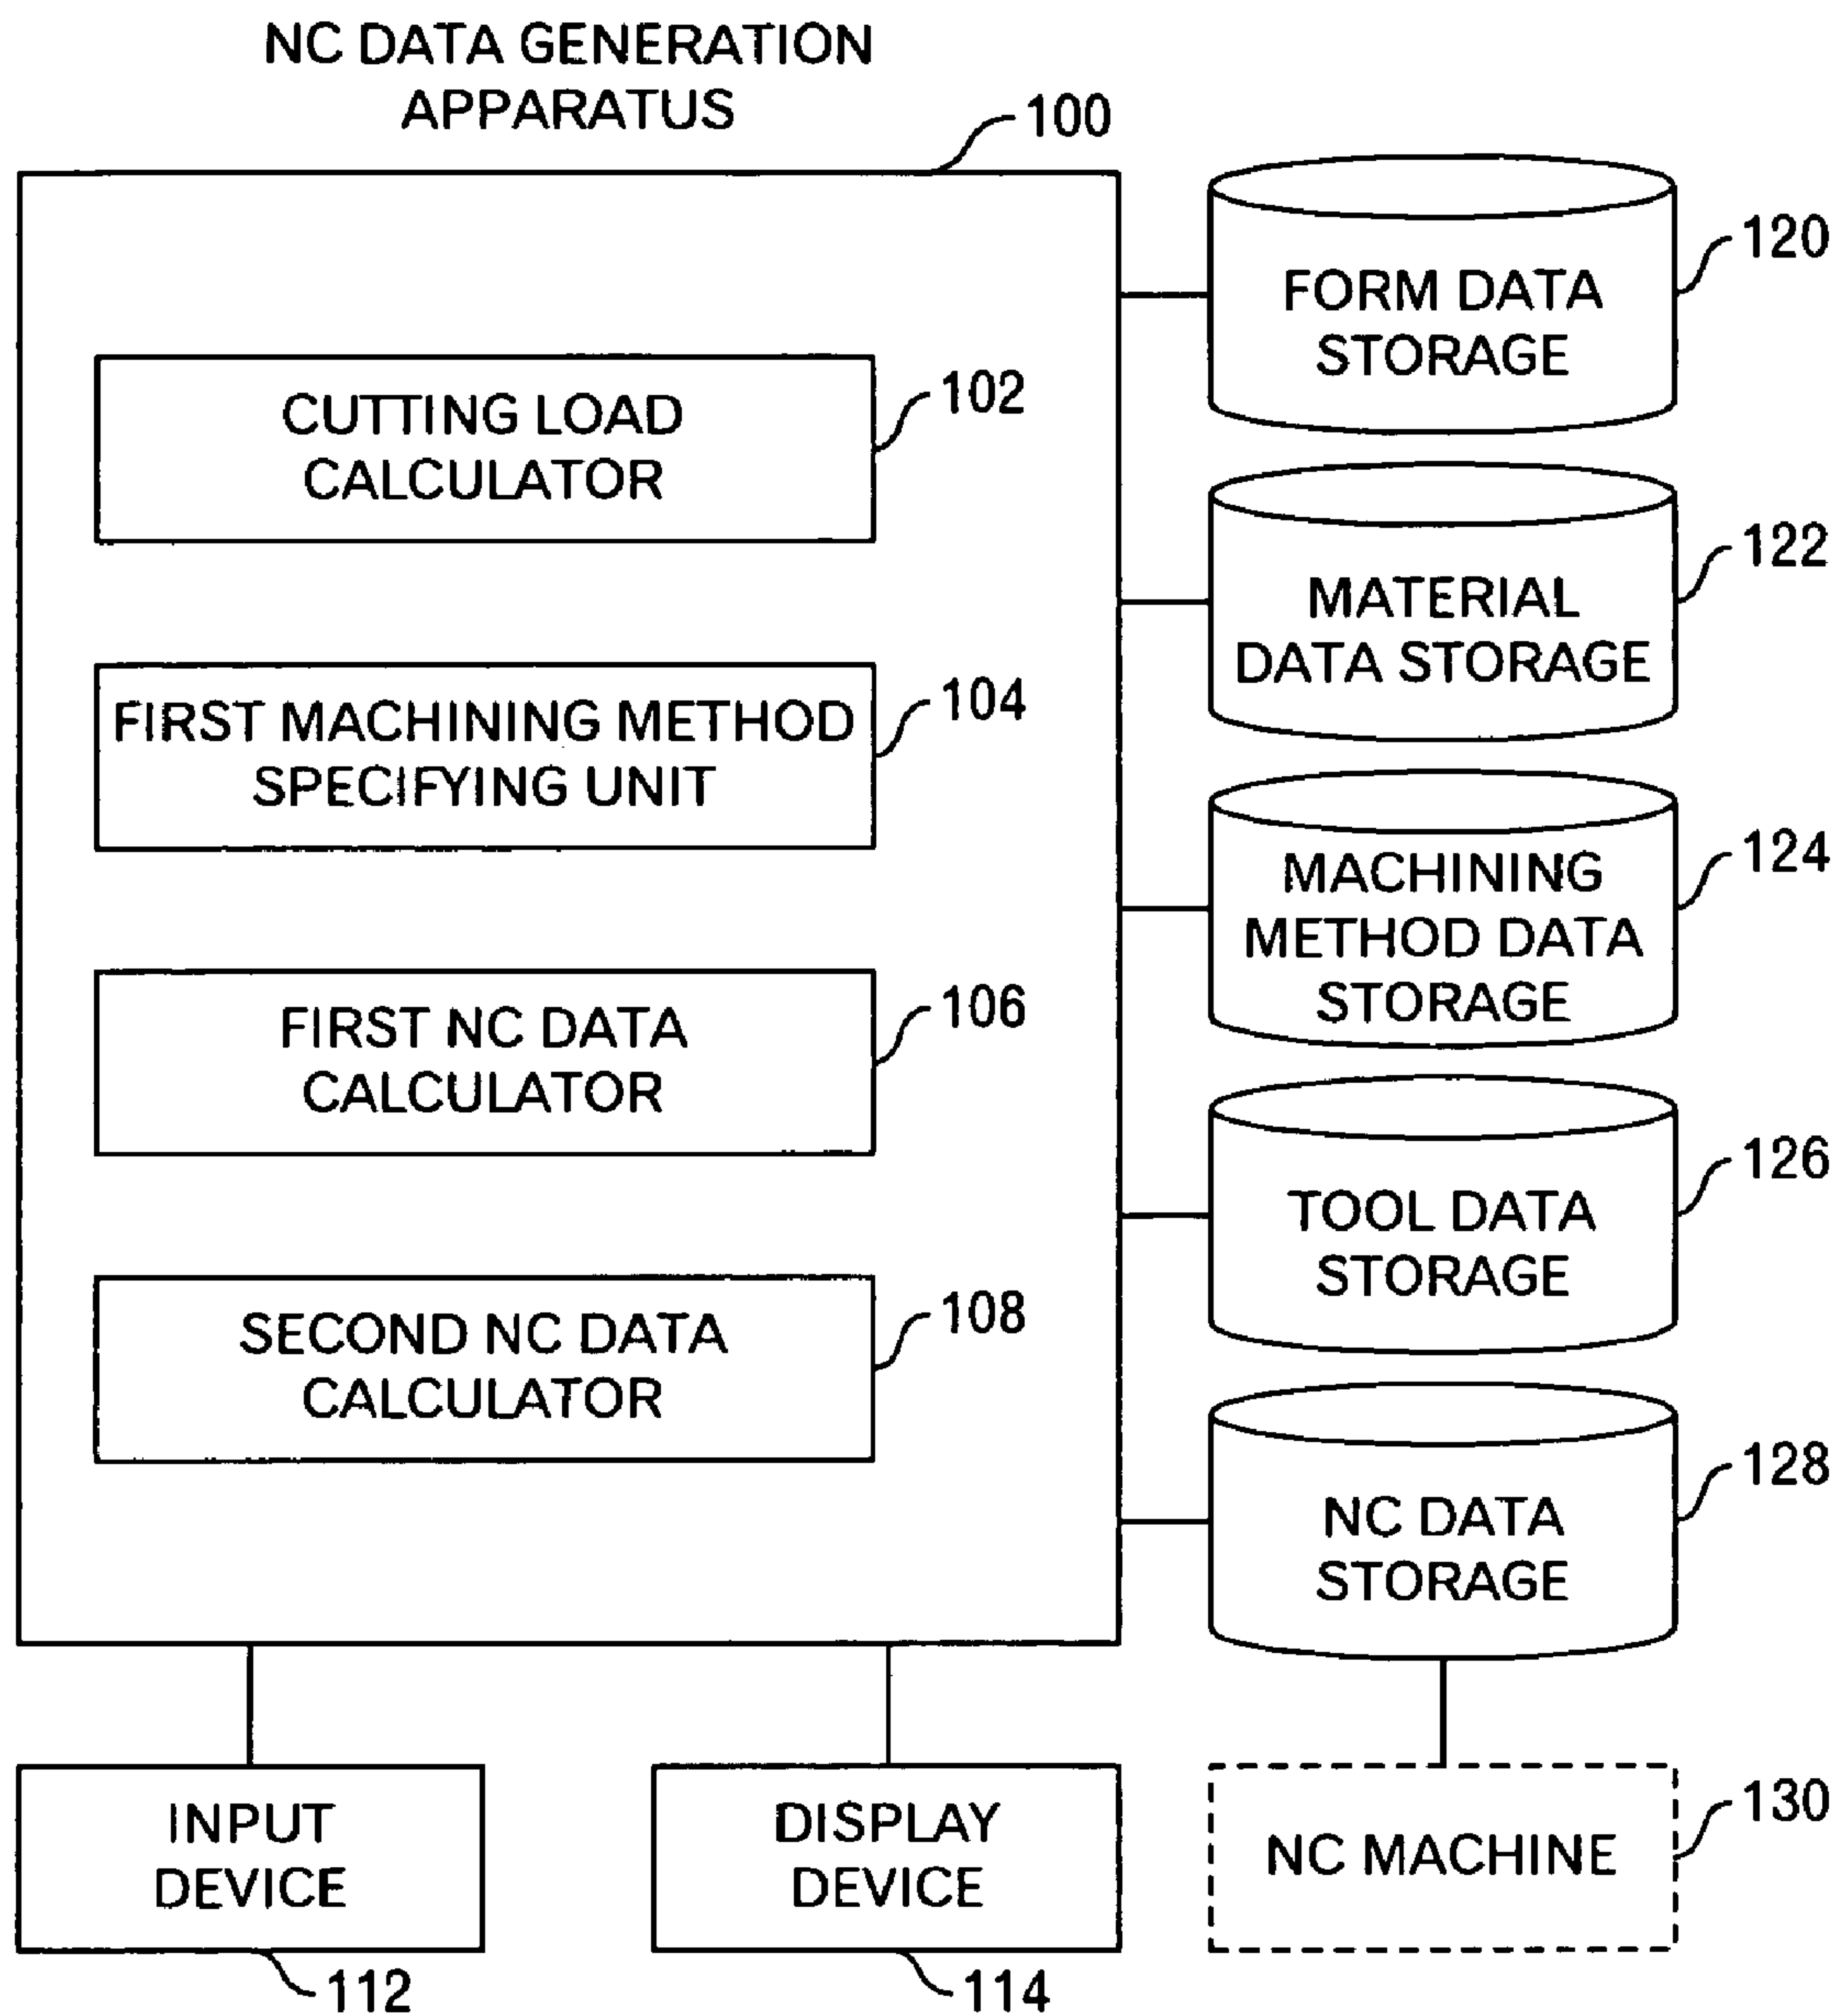 NC DATA GENERATION
APPARATUS
100
CUTTING LOAD
CALCULATOR
102
FIRST MACHINING METHOD
SPECIFYING UNIT
104
FIRST NC DATA
CALCULATOR
106
SECOND NC DATA
CALCULATOR
108
FORM DATA
STORAGE
120
MATERIAL
DATA STORAGE
122
MACHINING
METHOD DATA
STORAGE
124
TOOL DATA
STORAGE
126
NC DATA
STORAGE
128
INPUT
DEVICE
112
DISPLAY
DEVICE
114
NC MACHINE
130